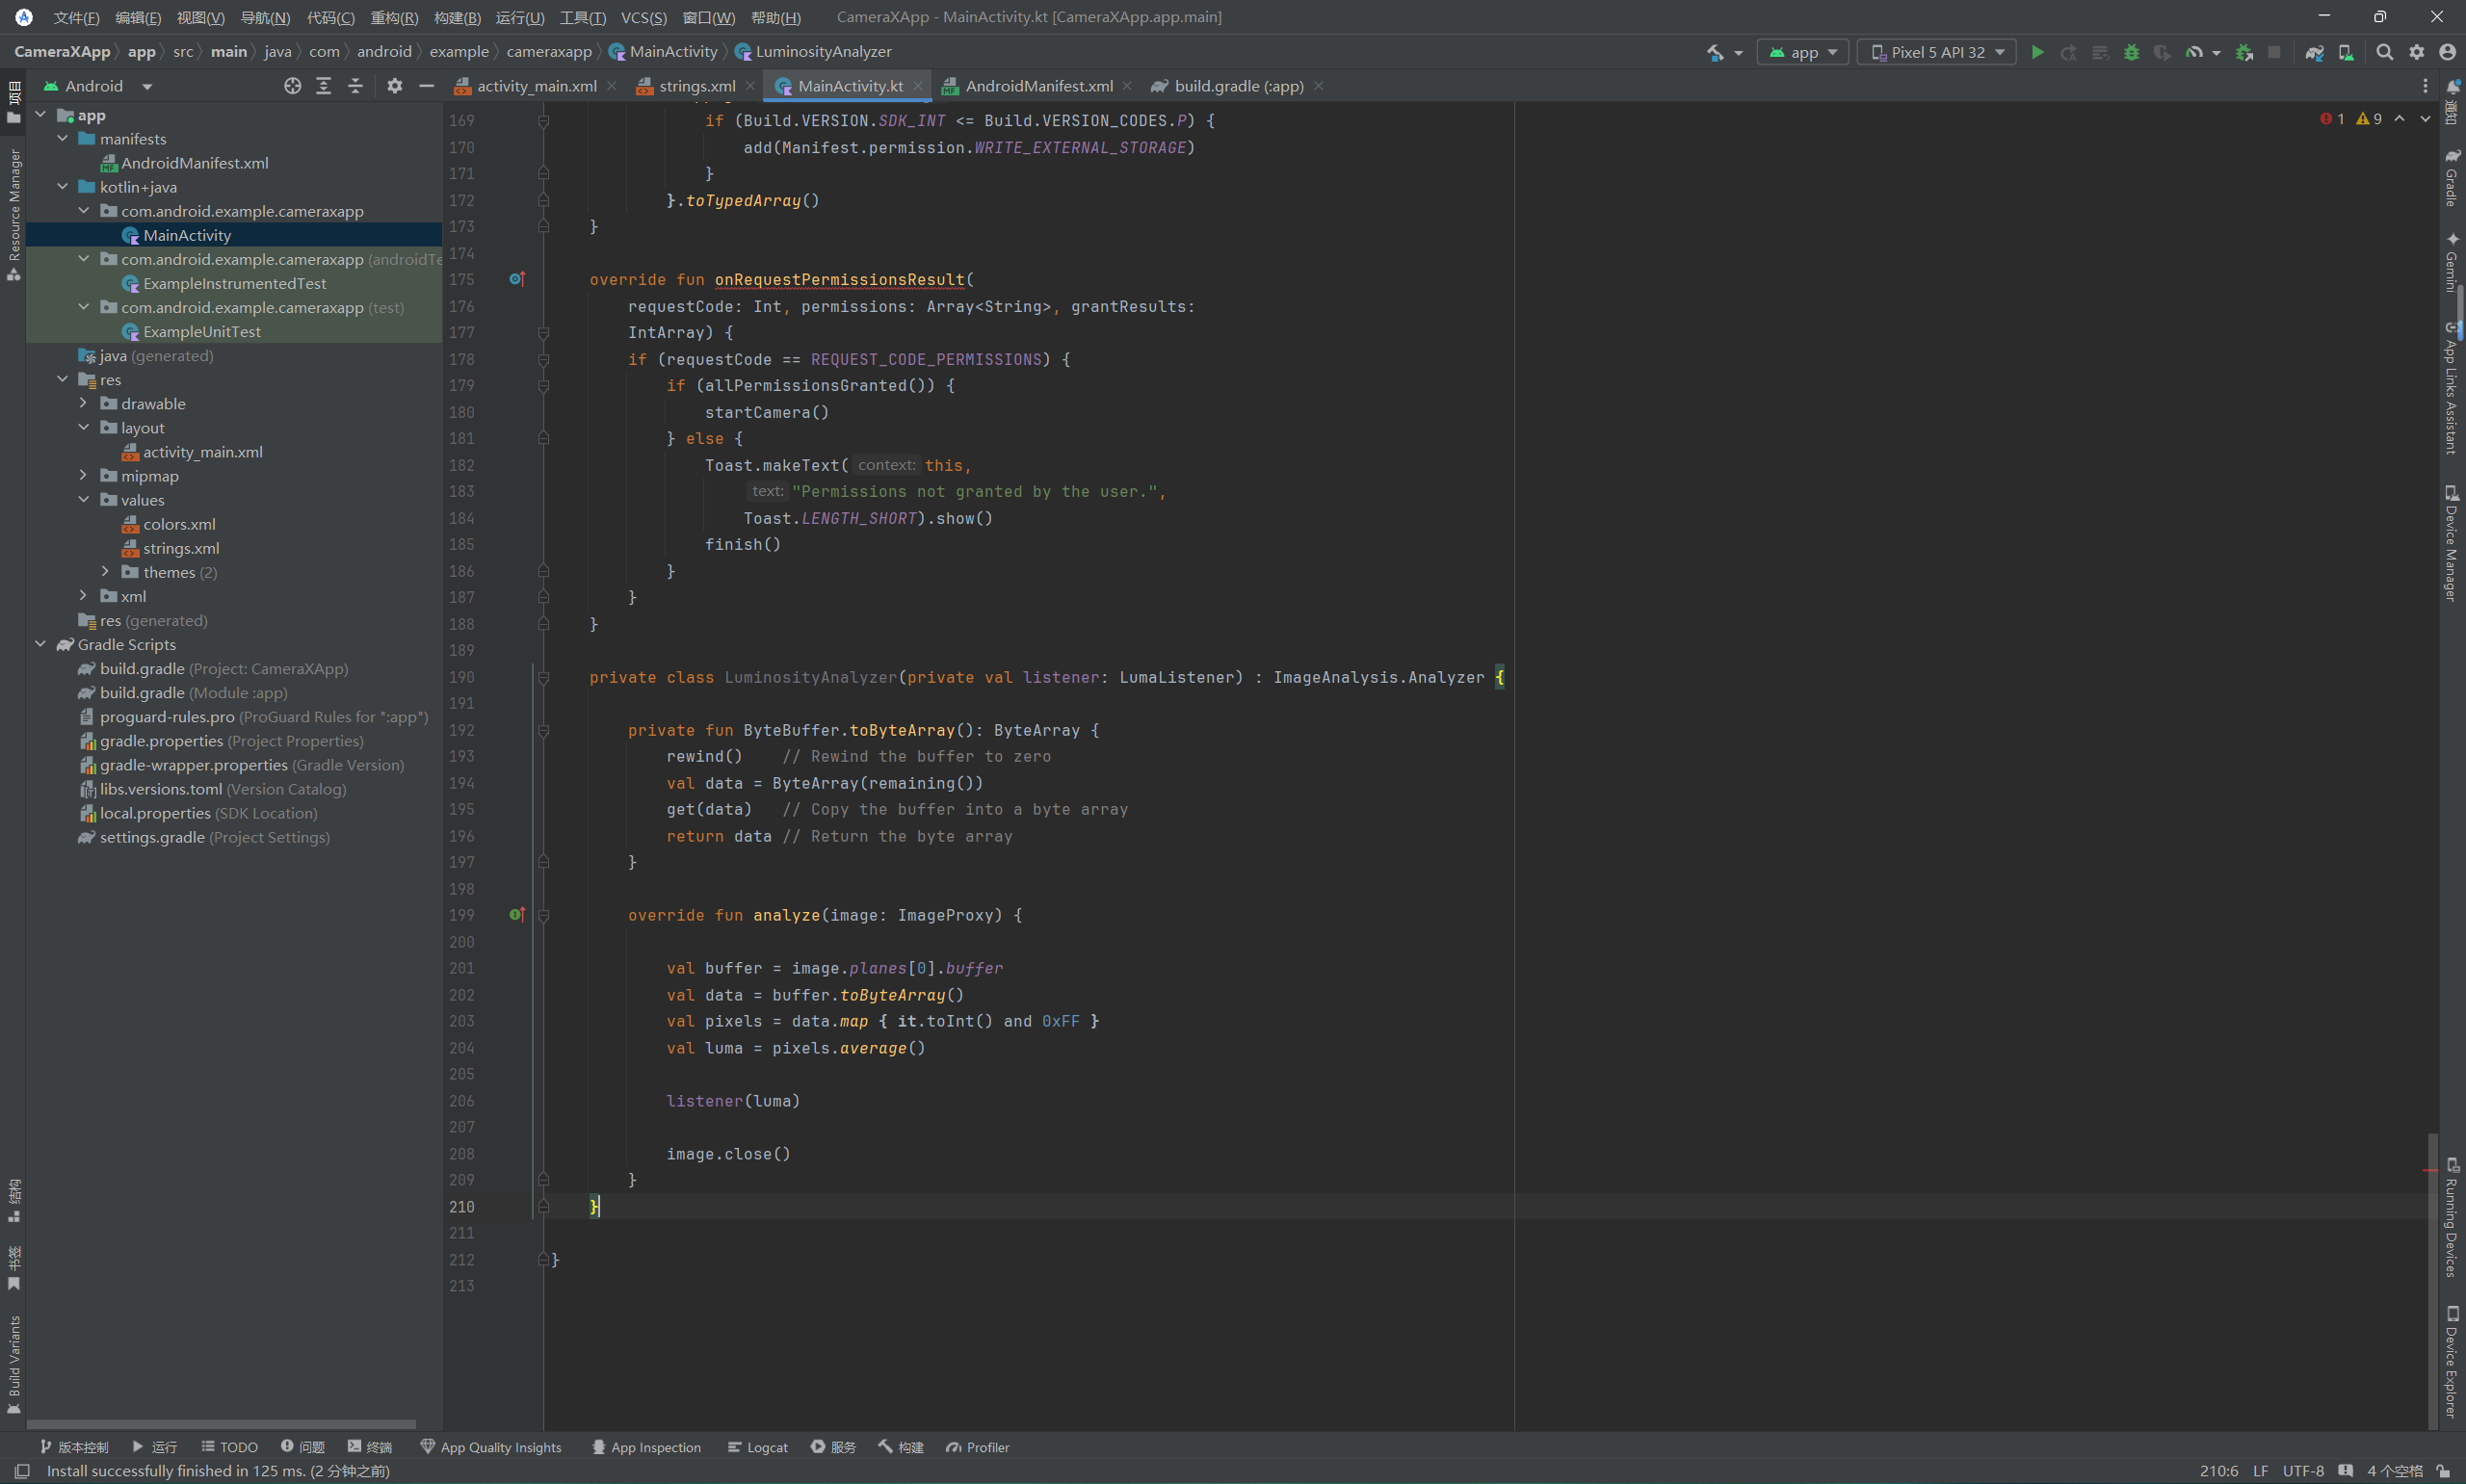 文件(F) 编辑(E) 视图(V) 导航(N) 代码(C) 重构(R) 构建(B) 运行(U) 工具(T) VCS(S) 窗口(W) 帮助(H) CameraXApp - MainActivity.kt [CameraXApp.app.main]
CameraXApp app src main java com android example cameraxapp MainActivity LuminosityAnalyzer app Pixel 5 API 32
Android activity_main.xml strings.xml MainActivity.kt AndroidManifest.xml build.gradle (:app)
项目
Resource Manager
结构
书签
Build Variants
app
manifests
AndroidManifest.xml
kotlin+java
com.android.example.cameraxapp
MainActivity
com.android.example.cameraxapp (androidTe
ExampleInstrumentedTest
com.android.example.cameraxapp (test)
ExampleUnitTest
java (generated)
res
drawable
layout
activity_main.xml
mipmap
values
colors.xml
strings.xml
themes (2)
xml
res (generated)
Gradle Scripts
build.gradle (Project: CameraXApp)
build.gradle (Module :app)
proguard-rules.pro (ProGuard Rules for ":app")
gradle.properties (Project Properties)
gradle-wrapper.properties (Gradle Version)
libs.versions.toml (Version Catalog)
local.properties (SDK Location)
settings.gradle (Project Settings)
1 9
169 if (Build.VERSION.SDK_INT <= Build.VERSION_CODES.P) {
170 add(Manifest.permission.WRITE_EXTERNAL_STORAGE)
171 }
172 }.toTypedArray()
173 }
174
175 override fun onRequestPermissionsResult(
176 requestCode: Int, permissions: Array<String>, grantResults:
177 IntArray) {
178 if (requestCode == REQUEST_CODE_PERMISSIONS) {
179 if (allPermissionsGranted()) {
180 startCamera()
181 } else {
182 Toast.makeText( context: this,
183 text: "Permissions not granted by the user.",
184 Toast.LENGTH_SHORT).show()
185 finish()
186 }
187 }
188 }
189
190 private class LuminosityAnalyzer(private val listener: LumaListener) : ImageAnalysis.Analyzer {
191
192 private fun ByteBuffer.toByteArray(): ByteArray {
193 rewind() // Rewind the buffer to zero
194 val data = ByteArray(remaining())
195 get(data) // Copy the buffer into a byte array
196 return data // Return the byte array
197 }
198
199 override fun analyze(image: ImageProxy) {
200
201 val buffer = image.planes[0].buffer
202 val data = buffer.toByteArray()
203 val pixels = data.map { it.toInt() and 0xFF }
204 val luma = pixels.average()
205
206 listener(luma)
207
208 image.close()
209 }
210 }
211
212 }
213
通知
Gradle
Gemini
App Links Assistant
Device Manager
Running Devices
Device Explorer
版本控制 运行 TODO 问题 终端 App Quality Insights App Inspection Logcat 服务 构建 Profiler
Install successfully finished in 125 ms. (2 分钟之前) 210:6 LF UTF-8 4 个空格